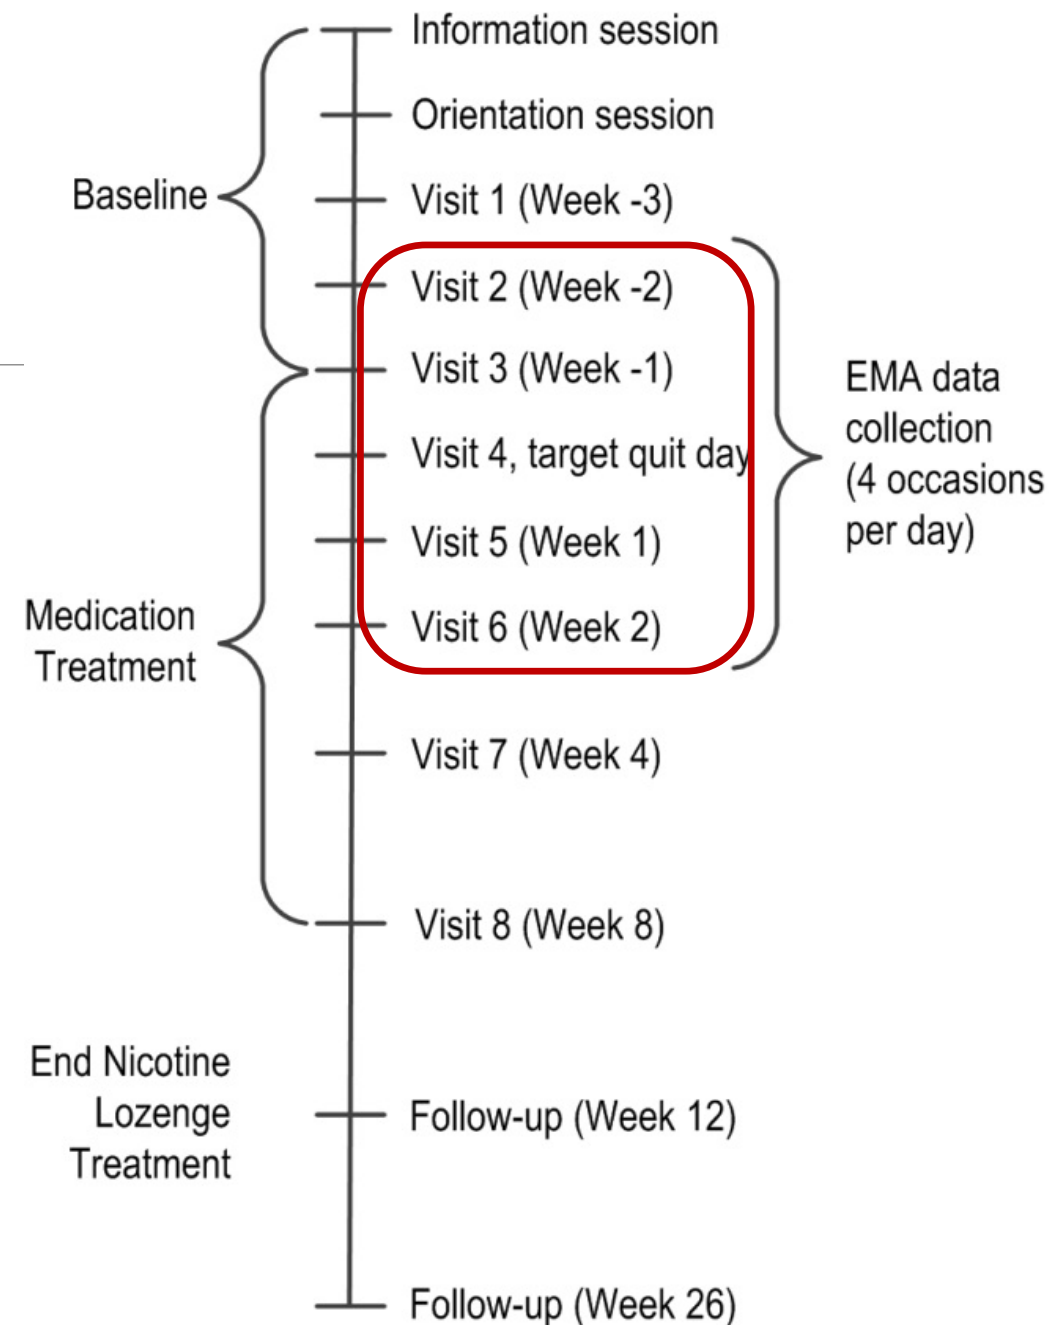 Information session
Orientation session
Baseline
Visit 1 (Week -3)
Visit 2 (Week -2)
Visit 3 (Week -1)
Visit 4, target quit day
Visit 5 (Week 1)
Visit 6 (Week 2)
EMA data
collection
(4 occasions
per day)
Medication
Treatment
Visit 7 (Week 4)
Visit 8 (Week 8)
End Nicotine
Lozenge
Treatment
Follow-up (Week 12)
Follow-up (Week 26)